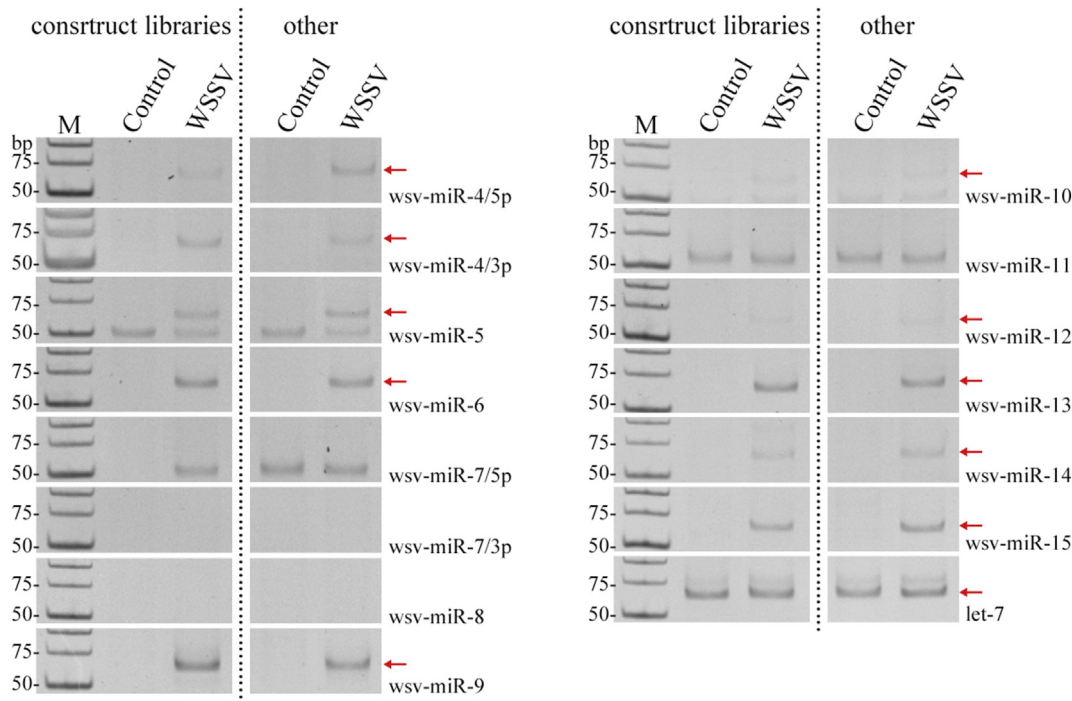 consrtruct libraries other
Control WSSV Control WSSV
M
bp
75-
50-
wsv-miR-4/5p
75-
50-
wsv-miR-4/3p
75-
50-
wsv-miR-5
75-
50-
wsv-miR-6
75-
50-
wsv-miR-7/5p
75-
50-
wsv-miR-7/3p
75-
50-
wsv-miR-8
75-
50-
wsv-miR-9
consrtruct libraries other
Control WSSV Control WSSV
M
bp
75-
50-
wsv-miR-10
75-
50-
wsv-miR-11
75-
50-
wsv-miR-12
75-
50-
wsv-miR-13
75-
50-
wsv-miR-14
75-
50-
wsv-miR-15
75-
50-
let-7